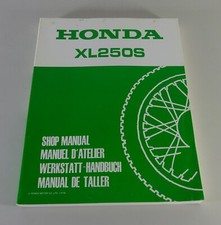 HONDA
XL250S
SHOP MANUAL
MANUEL D'ATELIER
WERKSTATT-HANDBUCH
MANUAL DE TALLER